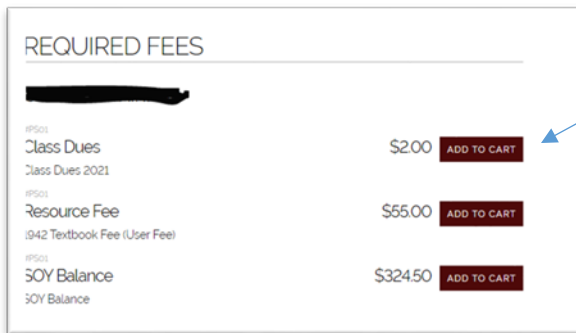 REQUIRED FEES
#PS01
Class Dues $2.00 ADD TO CART
Class Dues 2021
#PS01
Resource Fee $55.00 ADD TO CART
1942 Textbook Fee (User Fee)
#PS01
SOY Balance $324.50 ADD TO CART
SOY Balance